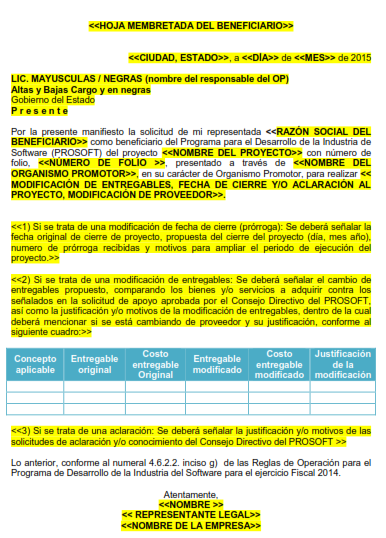 <<HOJA MEMBRETADA DEL BENEFICIARIO>>
<<CIUDAD, ESTADO>>, a <<DÍA>> de <<MES>> de 2015
LIC. MAYUSCULAS / NEGRAS (nombre del responsable del OP)
Altas y Bajas Cargo y en negras
Gobierno del Estado
P r e s e n t e
Por la presente manifiesto la solicitud de mi representada <<RAZÓN SOCIAL DEL
BENEFICIARIO>> como beneficiario del Programa para el Desarrollo de la Industria de
Software (PROSOFT) del proyecto <<NOMBRE DEL PROYECTO>> con número de
folio, <<NÚMERO DE FOLIO >>, presentado a través de <<NOMBRE DEL
ORGANISMO PROMOTOR>>, en su carácter de Organismo Promotor, para realizar <<
MODIFICACIÓN DE ENTREGABLES, FECHA DE CIERRE Y/O ACLARACIÓN AL
PROYECTO, MODIFICACIÓN DE PROVEEDOR>>.
<<1) Si se trata de una modificación de fecha de cierre (prórroga): Se deberá señalar la
fecha original de cierre de proyecto, propuesta del cierre del proyecto (día, mes año),
numero de prórroga recibidas y motivos para ampliar el periodo de ejecución del
proyecto.>>
<<2) Si se trata de una modificación de entregables: Se deberá señalar el cambio de
entregables propuesto, comparando los bienes y/o servicios a adquirir contra los
señalados en la solicitud de apoyo aprobada por el Consejo Directivo del PROSOFT,
así como la justificación y/o motivos de la modificación de entregables, dentro de la cual
deberá mencionar si se está cambiando de proveedor y su justificación, conforme al
siguiente cuadro:>>
Concepto aplicable
Entregable original
Costo entregable Original
Entregable modificado
Costo entregable modificado
Justificación de la modificación
<<3) Si se trata de una aclaración: Se deberá señalar la justificación y/o motivos de las
solicitudes de aclaración y/o conocimiento del Consejo Directivo del PROSOFT >>
Lo anterior, conforme al numeral 4.6.2.2. inciso g) de las Reglas de Operación para el
Programa de Desarrollo de la Industria del Software para el ejercicio Fiscal 2014.
Atentamente,
<<NOMBRE >>
<< REPRESENTANTE LEGAL>>
<<NOMBRE DE LA EMPRESA>>